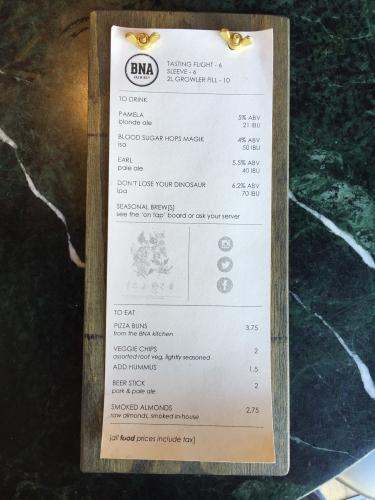 BNA
TASTING FLIGHT - 6
SLEEVE - 6
2L GROWLER FILL - 10
TO DRINK
PAMELA 5% ABV
blonde ale 21 IBU
BLOOD SUGAR HOPS MAGIK 4% ABV
isa 50 IBU
EARL 5.5% ABV
pale ale 40 IBU
DON'T LOSE YOUR DINOSAUR 6.2% ABV
ipa 70 IBU
SEASONAL BREW[S]
see the 'on tap' board or ask your server
TO EAT
PIZZA BUNS 3.75
from the BNA kitchen
VEGGIE CHIPS 2
assorted root veg, lightly seasoned
ADD HUMMUS 1.5
BEER STICK 2
pork & pale ale
SMOKED ALMONDS 2.75
raw almonds, smoked in-house
[all food prices include tax]